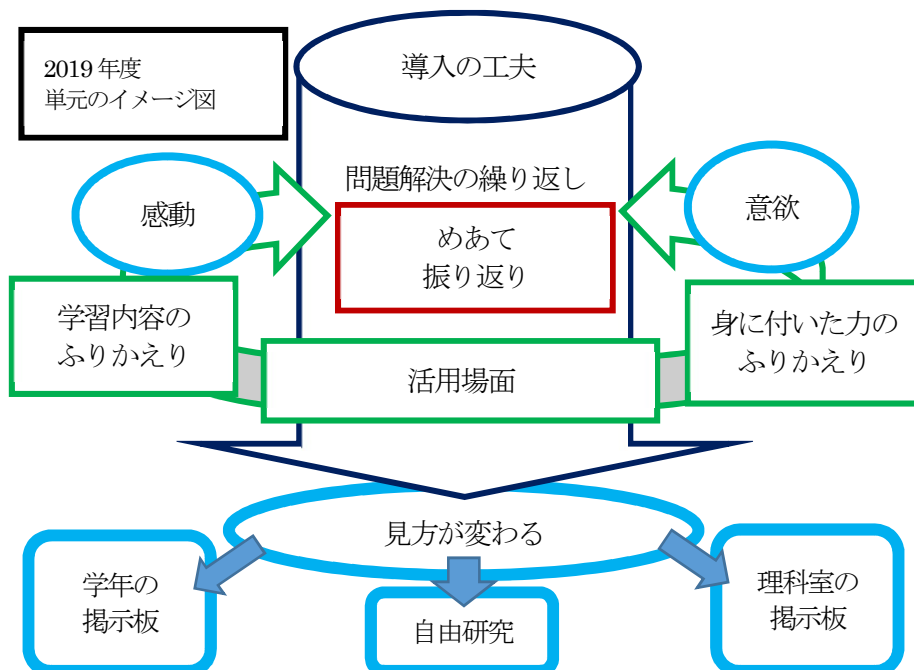 2019 年度
単元のイメージ図
導入の工夫
問題解決の繰り返し
感動
意欲
めあて
振り返り
学習内容の
ふりかえり
身に付いた力の
ふりかえり
活用場面
見方が変わる
学年の
掲示板
自由研究
理科室の
掲示板